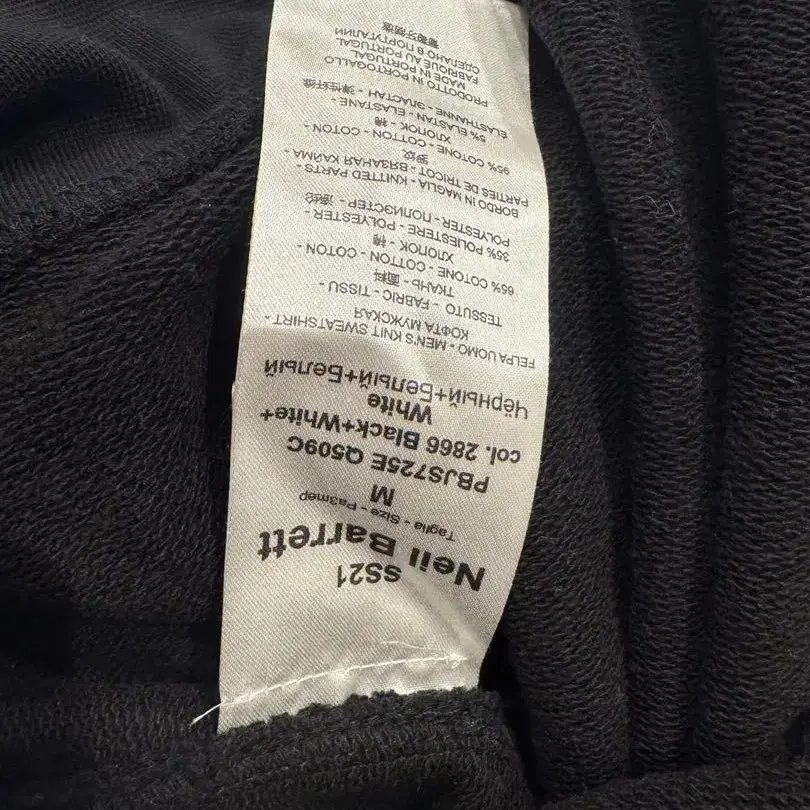 SS21
Neil Barrett
Taglia - Size - Размер
M
PBJS725E Q509C
col. 2866 Black+White+
White
Чёрный+Белый+Белый
FELPA UOMO - MEN'S KNIT SWEATSHIRT -
КОФТА МУЖСКАЯ
TESSUTO - FABRIC - TISSU -
ТКАНЬ - 面料
65% COTONE - COTTON - COTON -
ХЛОПОК - 棉
35% POLIESTERE - POLYESTER -
POLYESTER - ПОЛИЭСТЕР - 涤纶
BORDO IN MAGLIA - KNITTED PARTS -
PARTIES DE TRICOT - ВЯЗАНАЯ КАЙМА -
罗纹
95% COTONE - COTTON - COTON -
ХЛОПОК - 棉
5% ELASTAN - ELASTANE -
ELASTHANNE - ЭЛАСТАН - 弹性纤维
PRODOTTO IN PORTOGALLO
MADE IN PORTUGAL
FABRIQUÉ AU PORTUGAL
СДЕЛАНО В ПОРТУГАЛИИ
葡萄牙制造